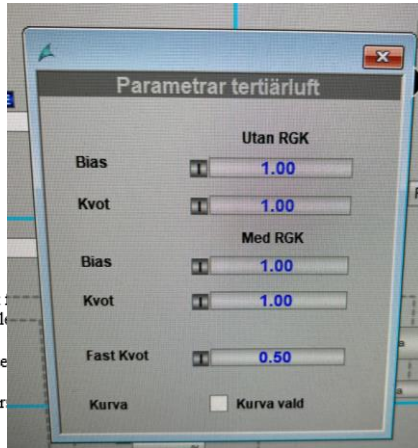 Parametrar tertiärluft
Utan RGK
Bias 1.00
Kvot 1.00
Med RGK
Bias 1.00
Kvot 1.00
Fast Kvot 0.50
Kurva Kurva vald